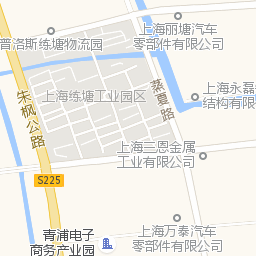 上海丽塘汽车
零部件有限公司
普洛斯练塘物流园
上海永磊
结构有限
上海练塘工业园区
蒸夏路
朱枫公路
上海三恩金属
工业有限公司
S225
青浦电子
商务产业园
上海万泰汽车
零部件有限公司